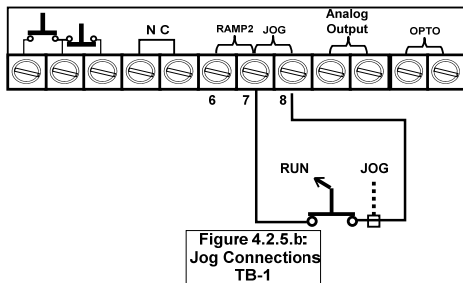 N C
RAMP2 JOG
Analog
Output
OPTO
6 7 8
RUN JOG
Figure 4.2.5.b:
Jog Connections
TB-1